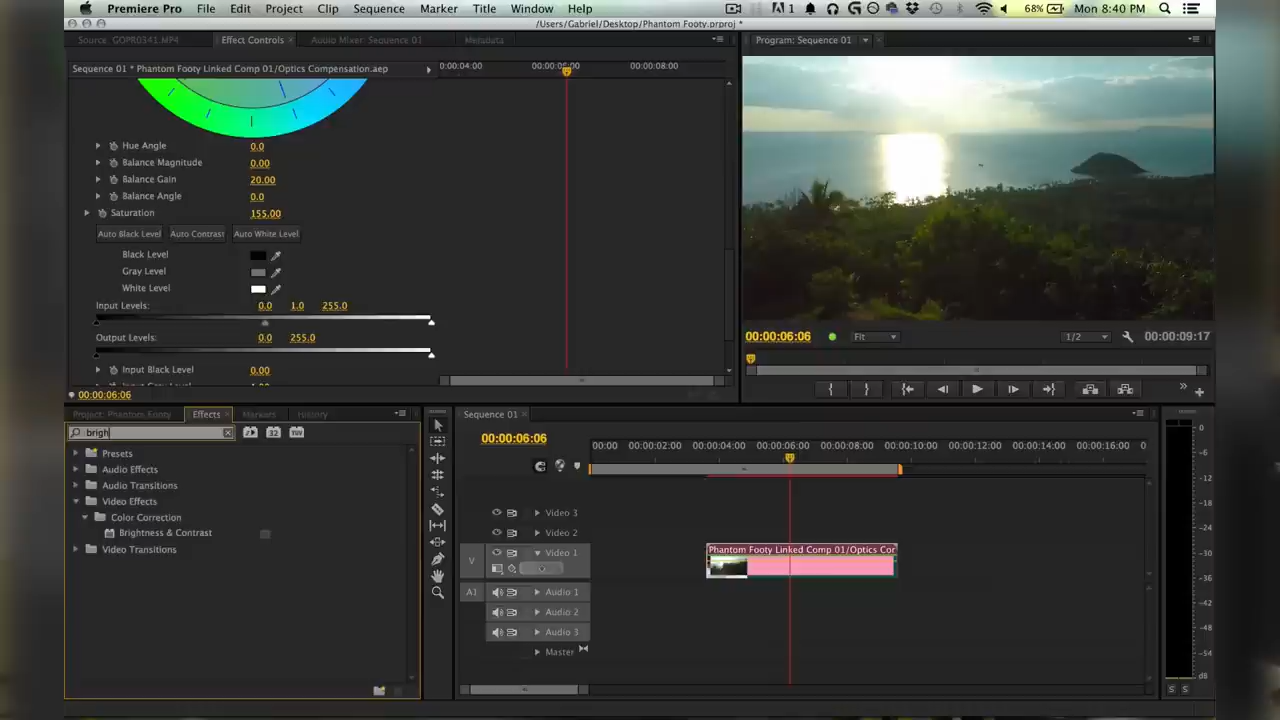 Premiere Pro File Edit Project Clip Sequence Marker Title Window Help 1 68% Mon 8:40 PM
/Users/Gabriel/Desktop/Phantom Footy.prproj *
Source: GOPR0341.MP4 Effect Controls Audio Mixer: Sequence 01 Metadata
Program: Sequence 01
Sequence 01 * Phantom Footy Linked Comp 01/Optics Compensation.aep
0:00:04:00 00:00:06:00 00:00:08:00
Hue Angle 0.0
Balance Magnitude 0.00
Balance Gain 20.00
Balance Angle 0.0
Saturation 155.00
Auto Black Level Auto Contrast Auto White Level
Black Level
Gray Level
White Level
Input Levels: 0.0 1.0 255.0
Output Levels: 0.0 255.0
Input Black Level 0.00
00:00:06:06
00:00:06:06 Fit 1/2 00:00:09:17
Project: Phantom Footy Effects Markers History
brigh
32 YUV
Presets
Audio Effects
Audio Transitions
Video Effects
Color Correction
Brightness & Contrast
Video Transitions
Sequence 01
00:00:06:06
00:00 00:00:02:00 00:00:04:00 00:00:06:00 00:00:08:00 00:00:10:00 00:00:12:00 00:00:14:00 00:00:16:00 0
Video 3
Video 2
V Video 1
Phantom Footy Linked Comp 01/Optics Cor
A1 Audio 1
Audio 2
Audio 3
Master
0
-6
-12
-18
-24
-30
-36
-42
-48
-54
dB
S S